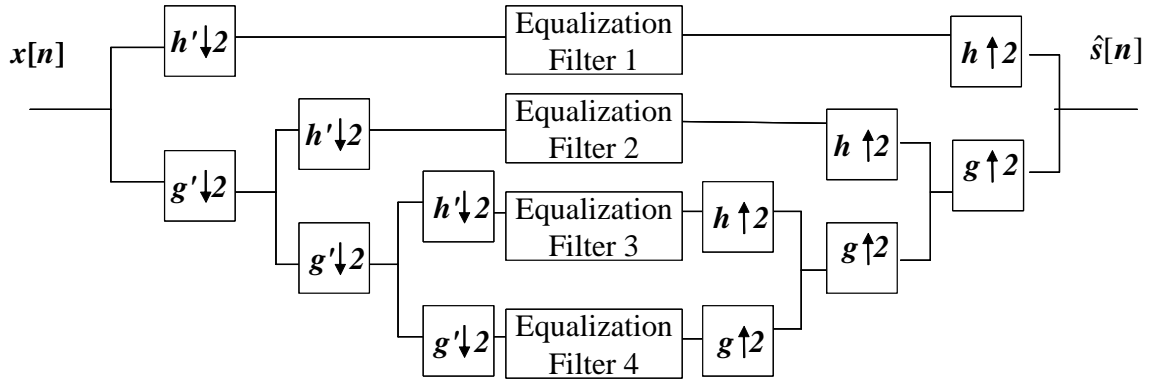 x[n]
h'↓2
Equalization
Filter 1
h↑2
ŝ[n]
g'↓2
h'↓2
Equalization
Filter 2
h↑2
g↑2
g'↓2
h'↓2
Equalization
Filter 3
h↑2
g↑2
g'↓2
Equalization
Filter 4
g↑2